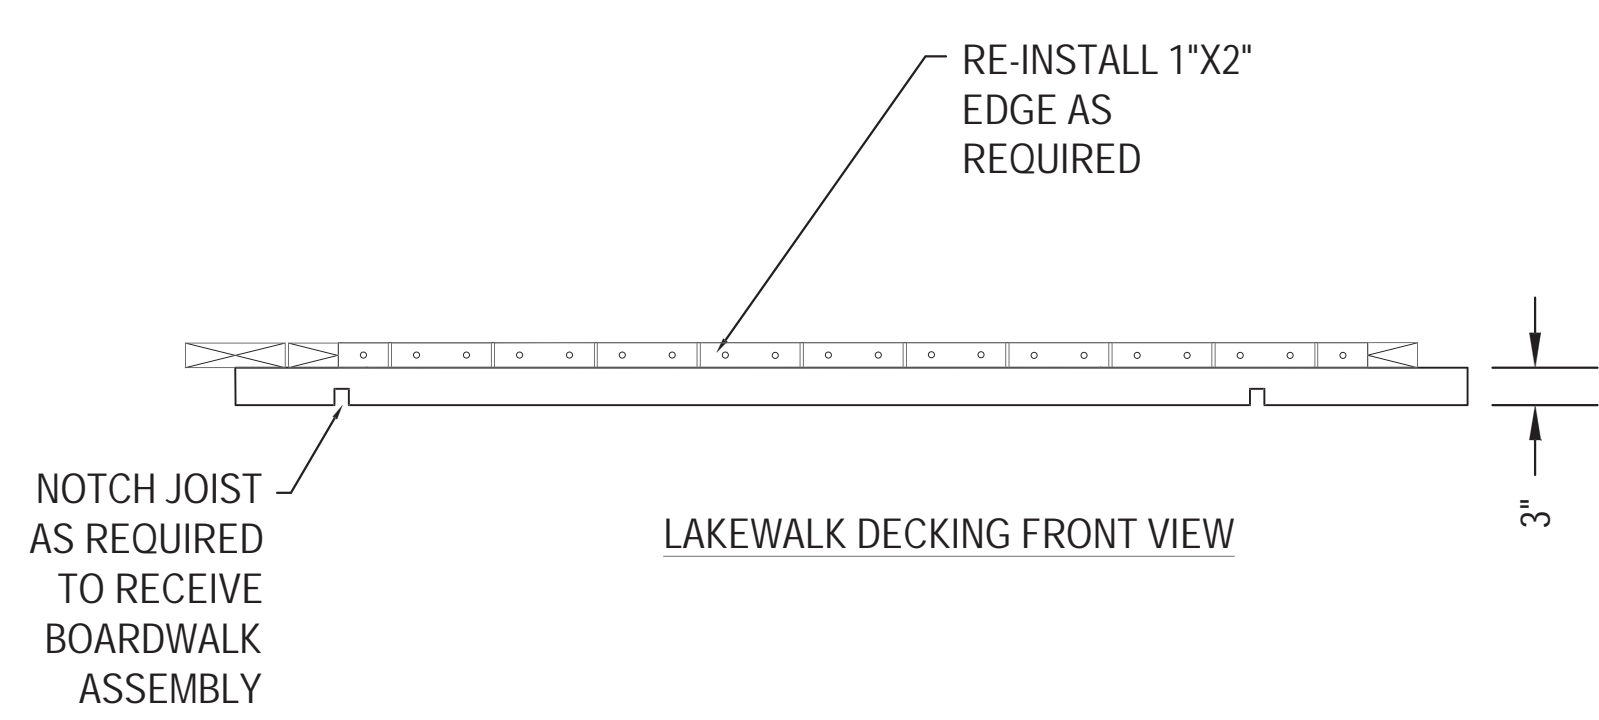 RE-INSTALL 1"X2"
EDGE AS
REQUIRED
NOTCH JOIST
AS REQUIRED
TO RECEIVE
BOARDWALK
ASSEMBLY
LAKEWALK DECKING FRONT VIEW
3"